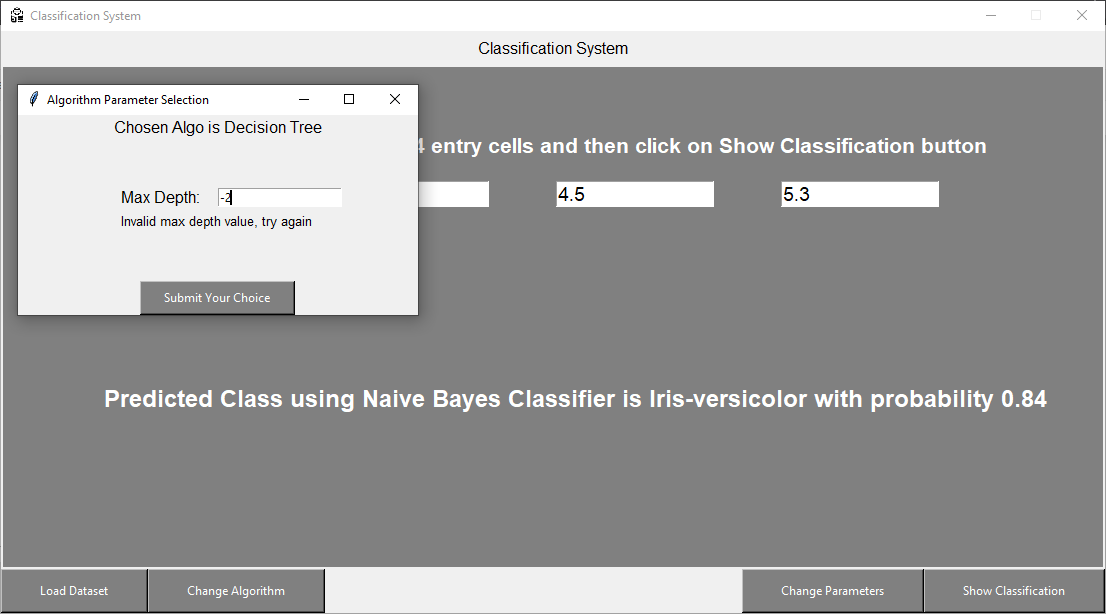 Classification System
Classification System
Algorithm Parameter Selection
Chosen Algo is Decision Tree
4 entry cells and then click on Show Classification button
Max Depth: -2
4.5
5.3
Invalid max depth value, try again
Submit Your Choice
Predicted Class using Naive Bayes Classifier is Iris-versicolor with probability 0.84
Load Dataset
Change Algorithm
Change Parameters
Show Classification